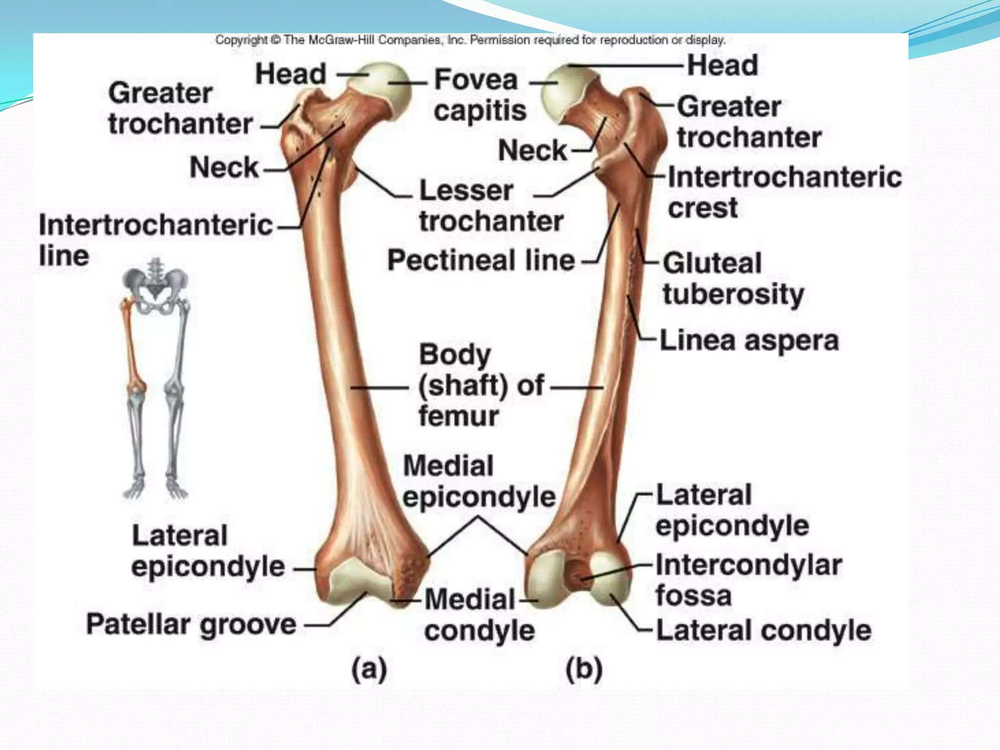 Copyright © The McGraw-Hill Companies, Inc. Permission required for reproduction or display.
Head
Greater
trochanter
Neck
Intertrochanteric
line
Fovea
capitis
Neck
Lesser
trochanter
Pectineal line
Head
Greater
trochanter
Intertrochanteric
crest
Gluteal
tuberosity
Linea aspera
Body
(shaft) of
femur
Medial
epicondyle
Lateral
epicondyle
Patellar groove
Medial
condyle
Lateral
epicondyle
Intercondylar
fossa
Lateral condyle
(a)
(b)